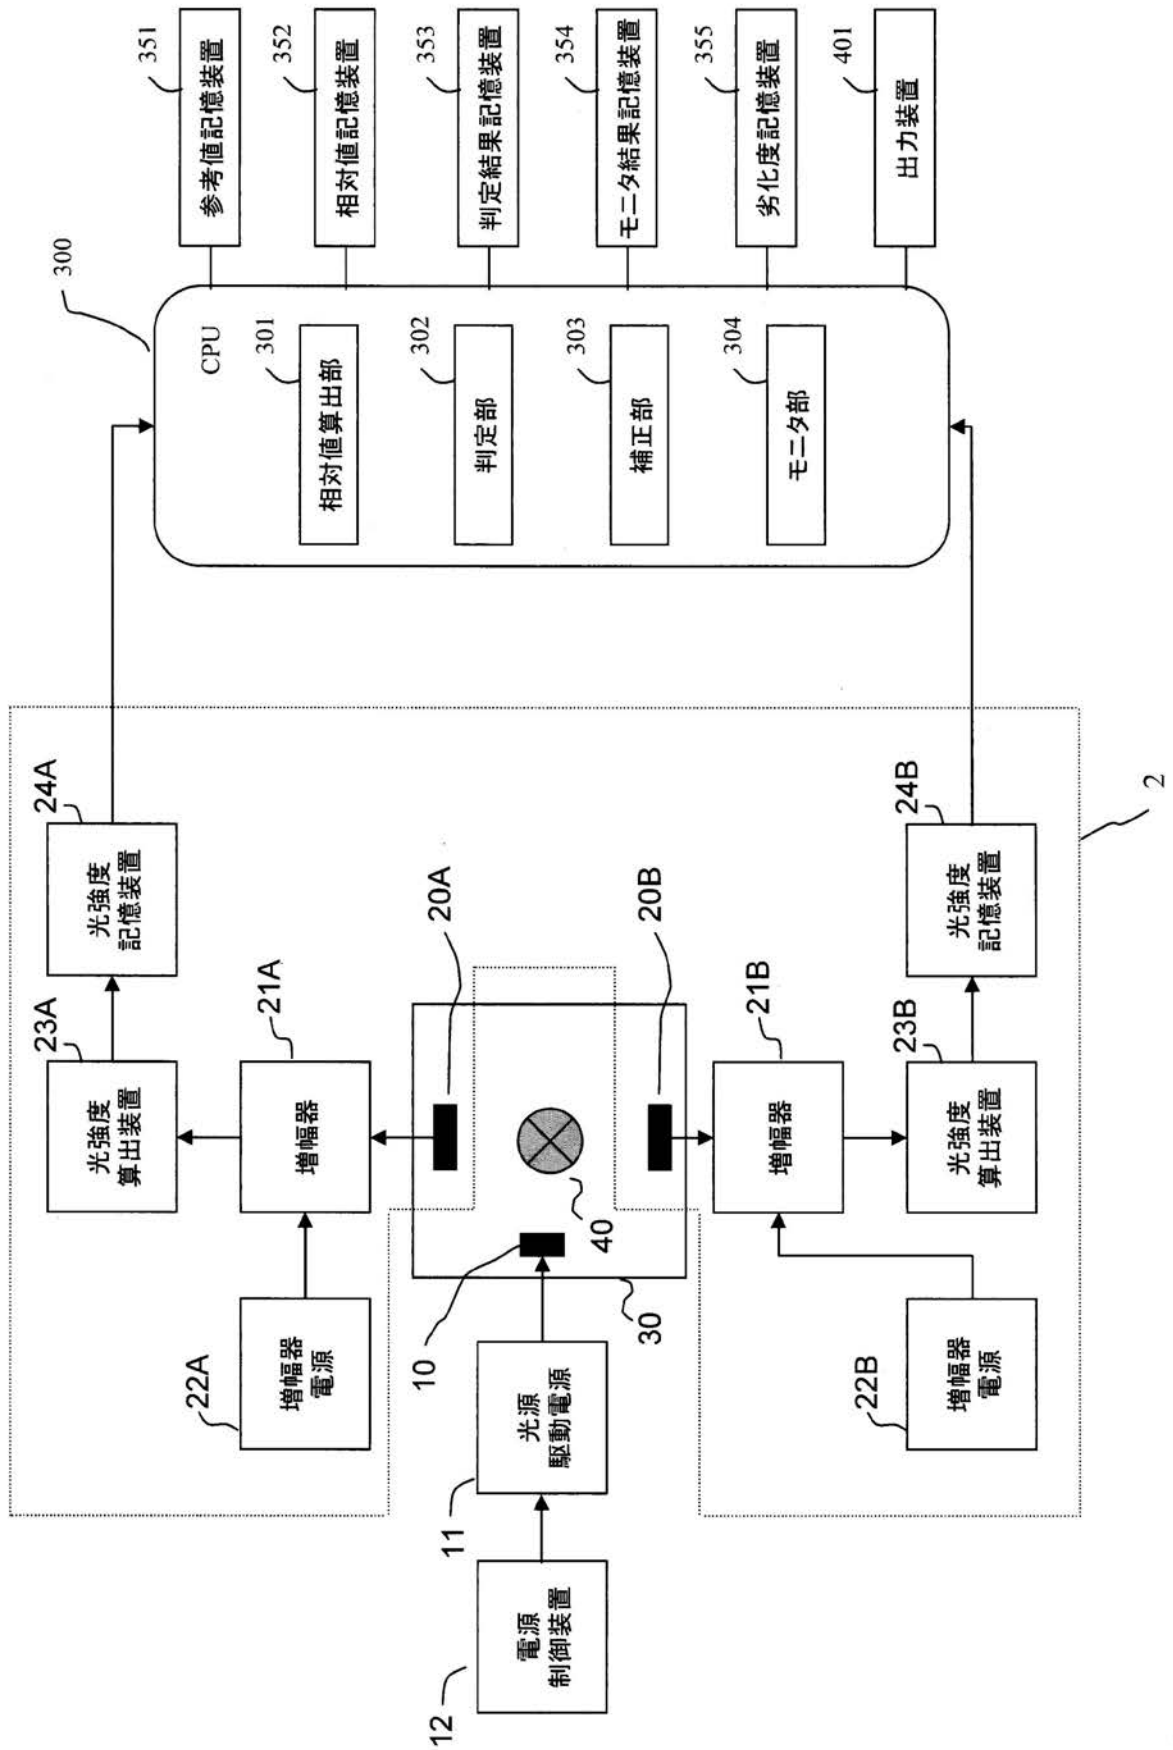 24A
光強度
記憶装置
23A
光強度
算出装置
21A
増幅器
22A
増幅器
電源
20A
20B
10
40
30
11
光源
駆動電源
12
電源
制御装置
21B
増幅器
22B
増幅器
電源
23B
光強度
算出装置
24B
光強度
記憶装置
2
300
CPU
301
相対値算出部
302
判定部
303
補正部
304
モニタ部
351
参考値記憶装置
352
相対値記憶装置
353
判定結果記憶装置
354
モニタ結果記憶装置
355
劣化度記憶装置
401
出力装置